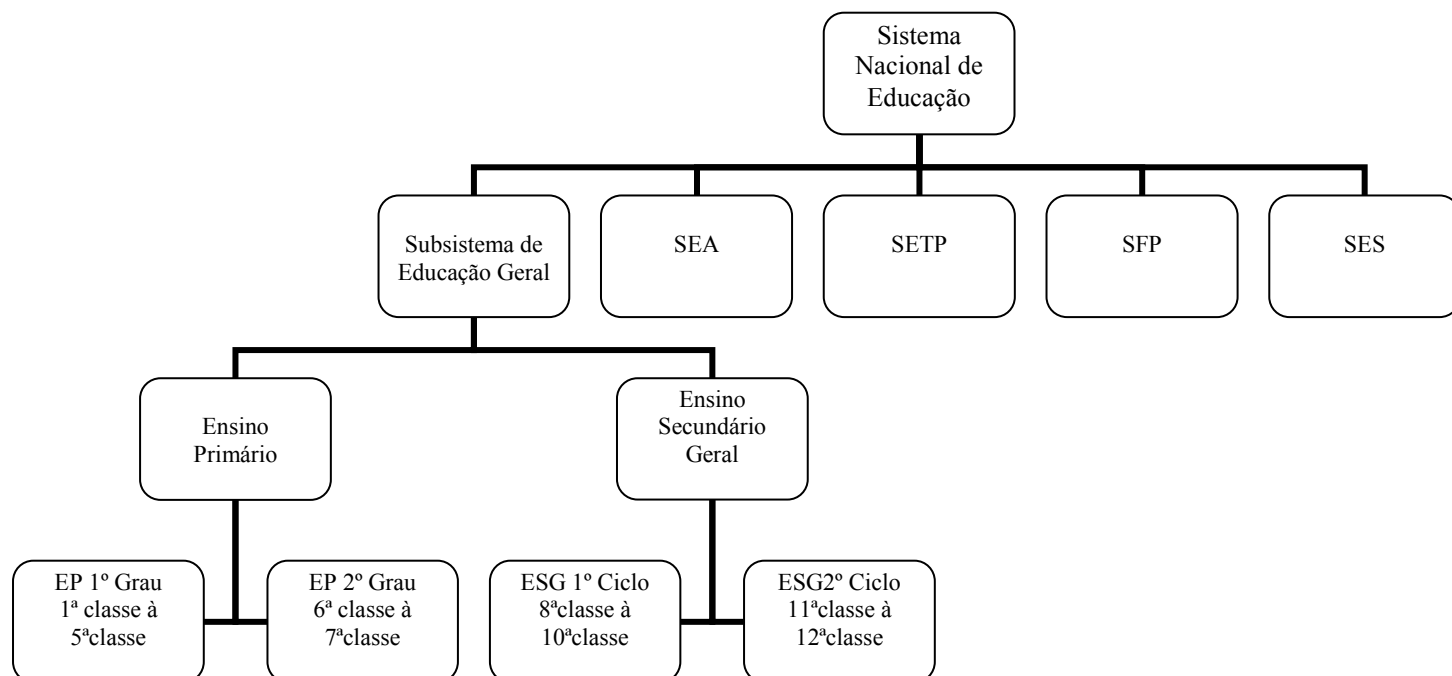 Sistema
Nacional de
Educação
Subsistema de
Educação Geral
SEA
SETP
SFP
SES
Ensino
Primário
Ensino
Secundário
Geral
EP 1º Grau
1ª classe à
5ªclasse
EP 2º Grau
6ª classe à
7ªclasse
ESG 1º Ciclo
8ªclasse à
10ªclasse
ESG2º Ciclo
11ªclasse à
12ªclasse